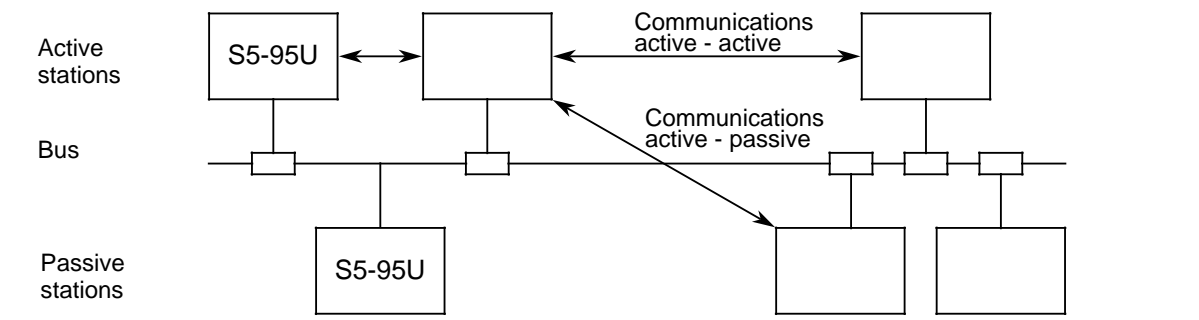 Active
stations
S5-95U
Communications
active - active
Communications
active - passive
Bus
Passive
stations
S5-95U